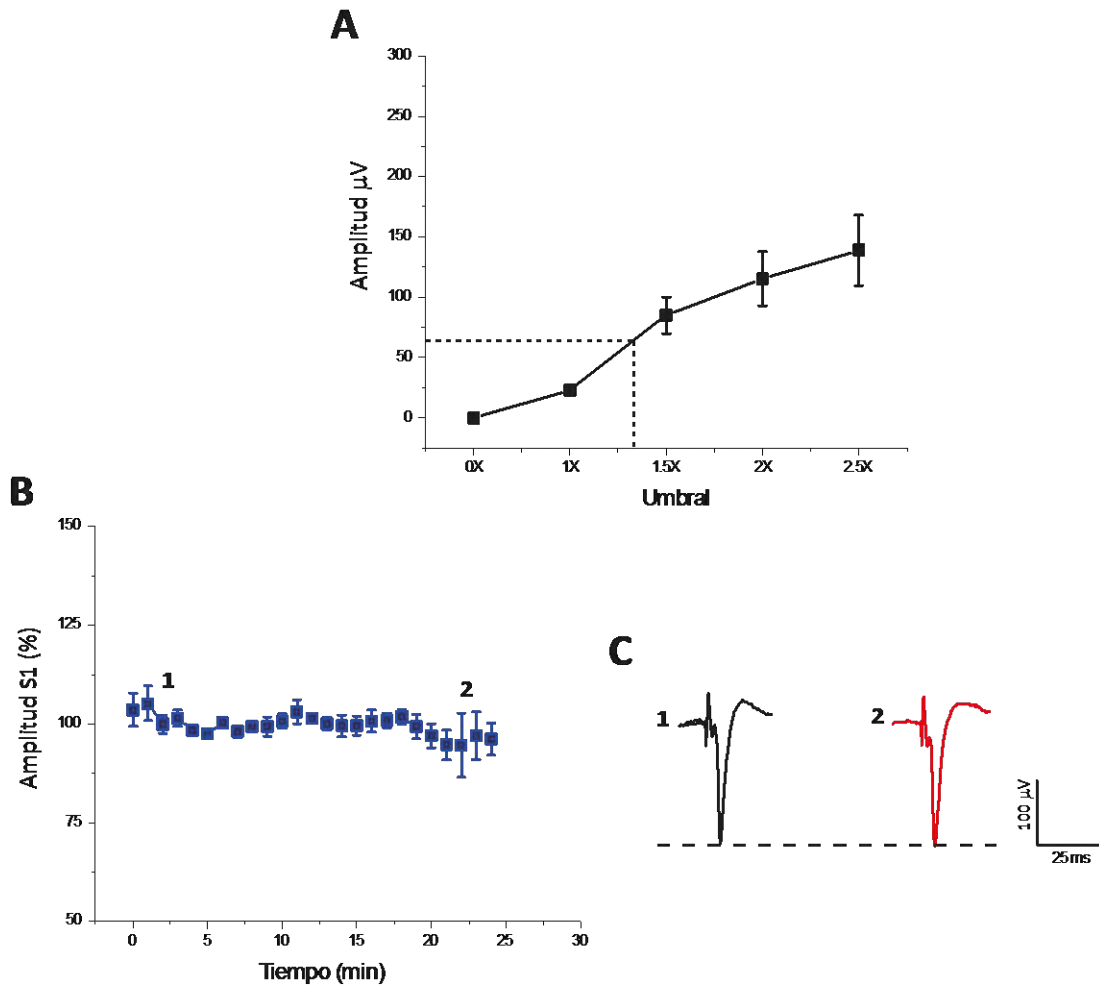 A
300
250
200
150
100
50
0
Amplitud µV
0X 1X 1.5X 2X 2.5X
Umbral
B
150
125
100
75
50
Amplitud S1 (%)
1
2
0 5 10 15 20 25 30
Tiempo (min)
C
1
2
100 µV
25ms